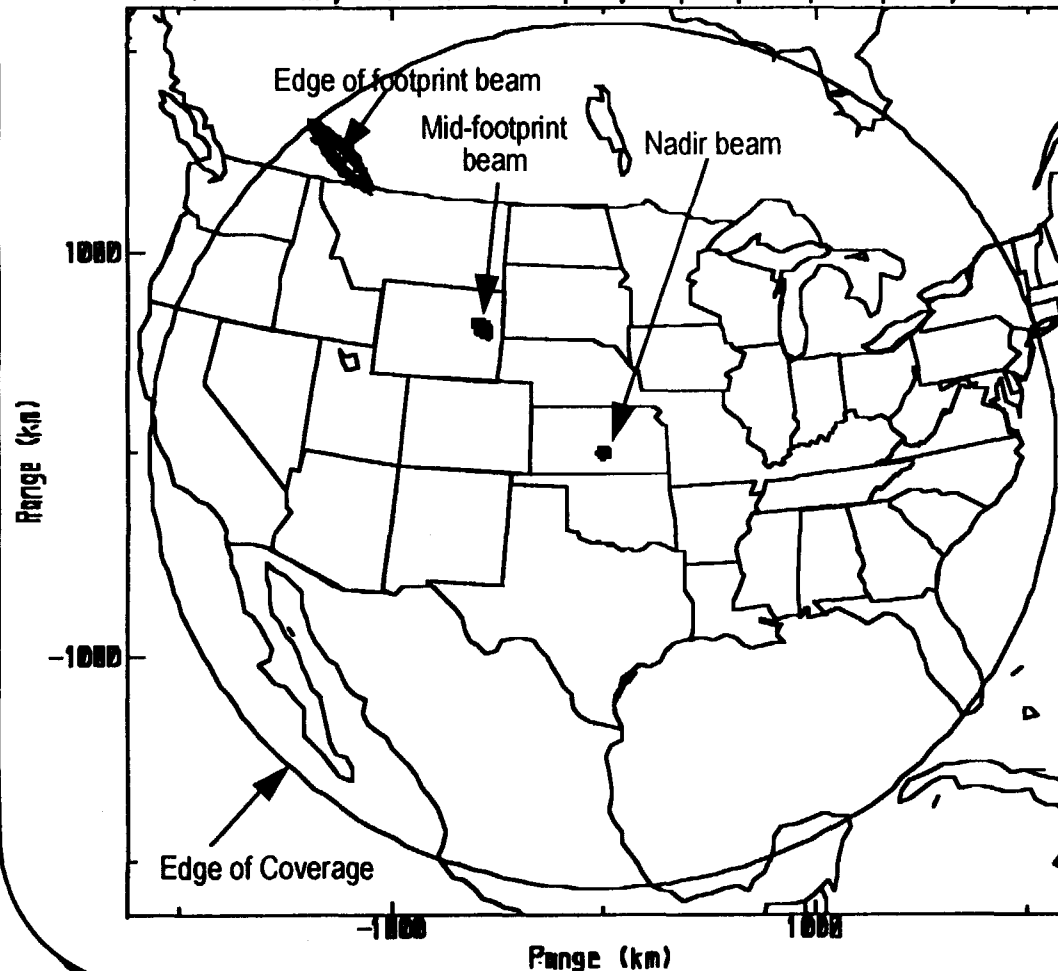 Edge of footprint beam
Mid-footprint
beam
Nadir beam
1000
Range (km)
-1000
Edge of Coverage
-1000
1000
Range (km)